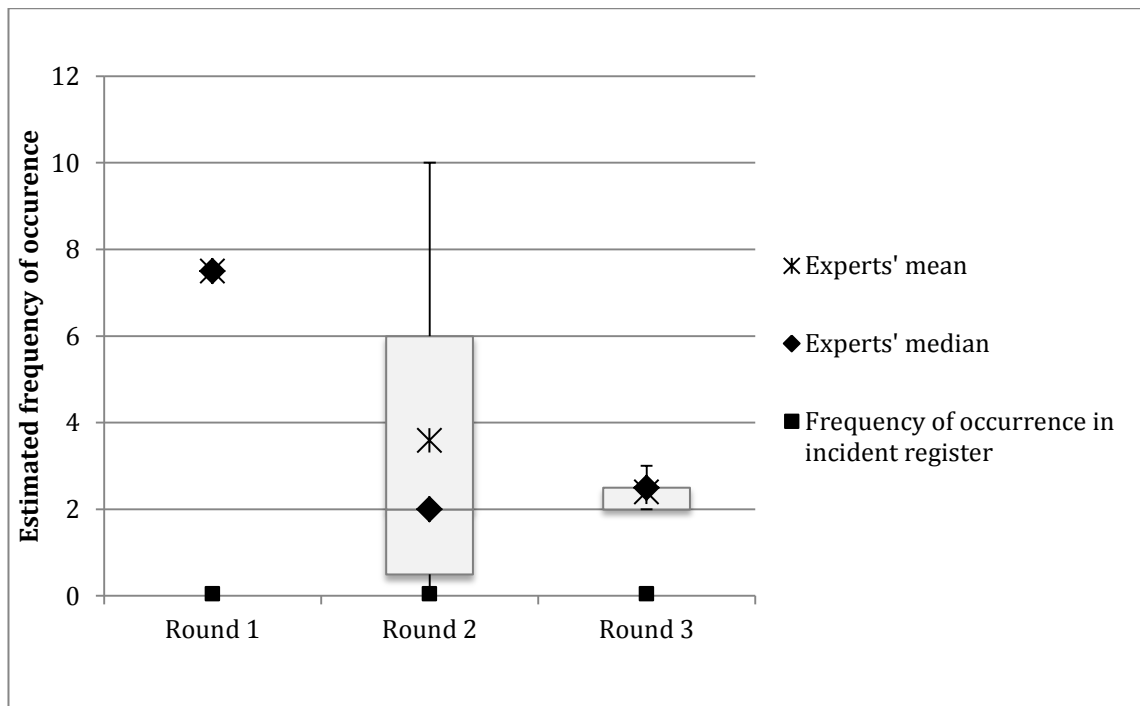 Estimated frequency of occurence
12
10
8
6
4
2
0
Round 1
Round 2
Round 3
Experts' mean
Experts' median
Frequency of occurrence in
incident register